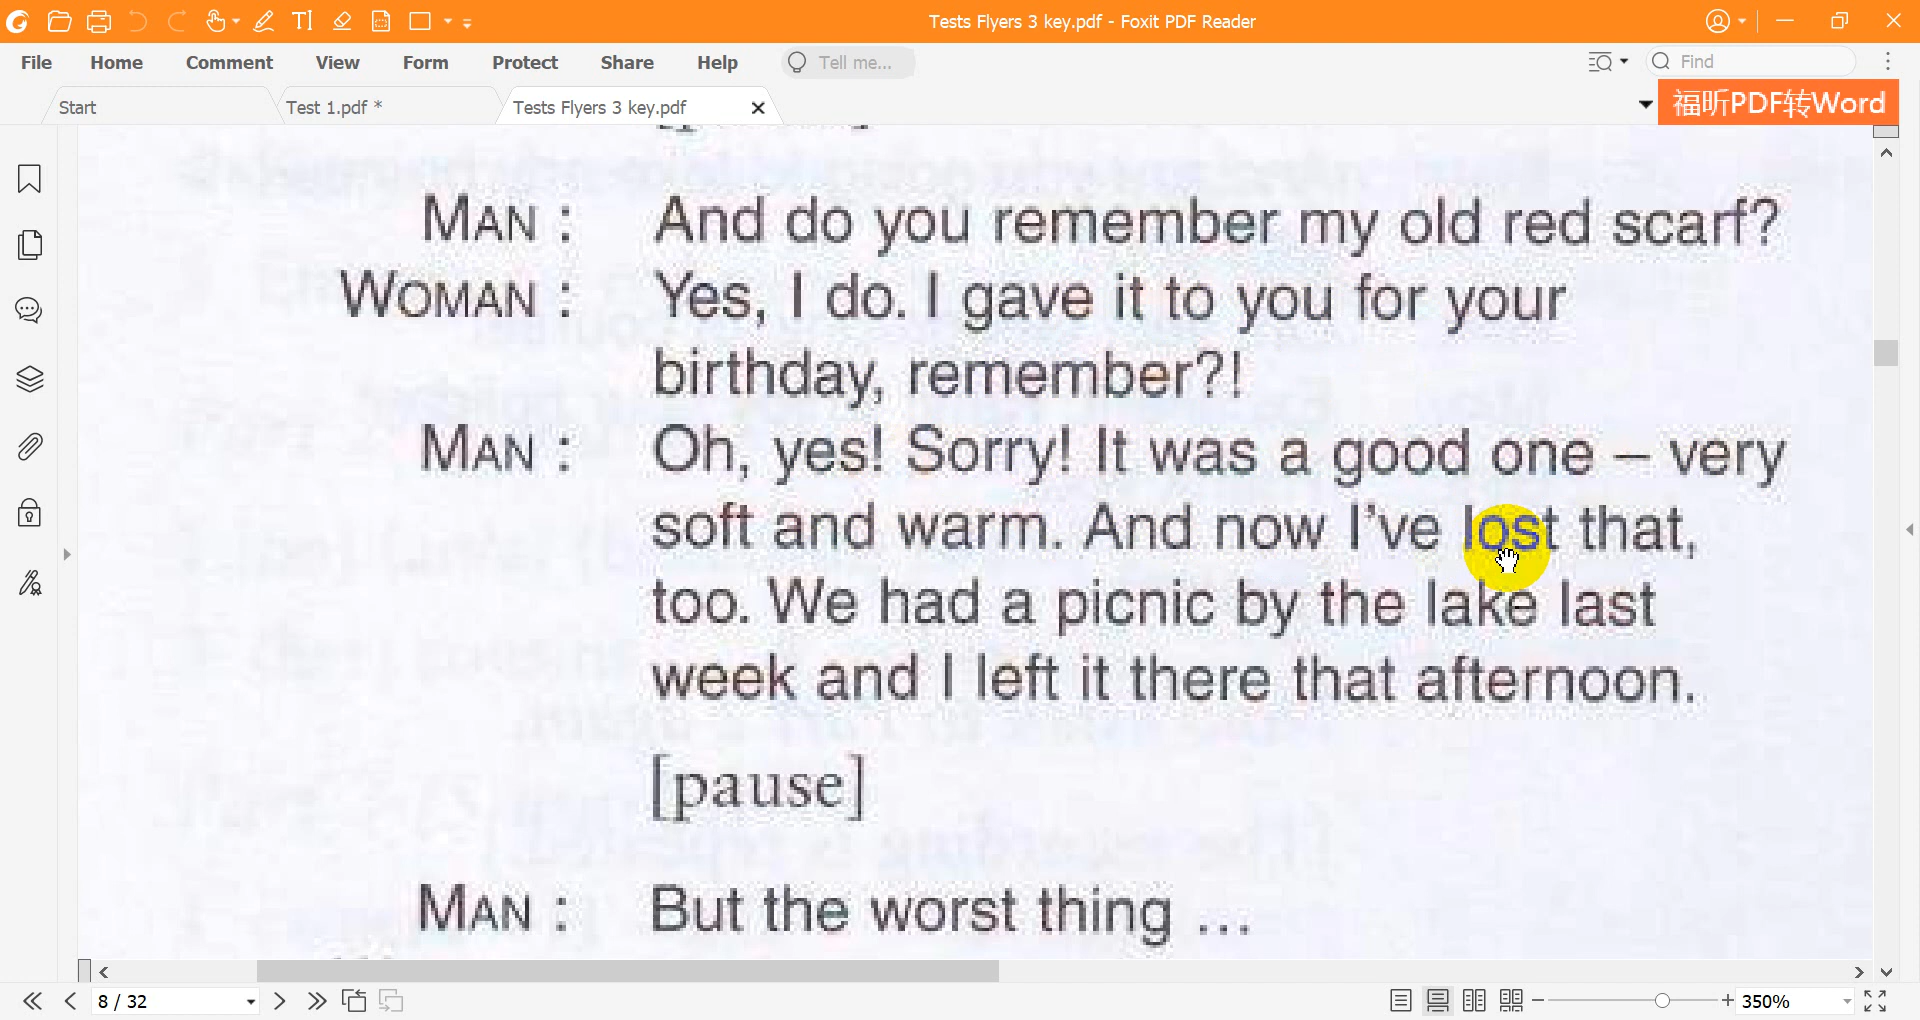 Tests Flyers 3 key.pdf - Foxit PDF Reader
File Home Comment View Form Protect Share Help Tell me... Find
Start Test 1.pdf * Tests Flyers 3 key.pdf 福昕PDF转Word
MAN : And do you remember my old red scarf?
WOMAN : Yes, I do. I gave it to you for your
birthday, remember?!
MAN : Oh, yes! Sorry! It was a good one – very
soft and warm. And now I've lost that,
too. We had a picnic by the lake last
week and I left it there that afternoon.
[pause]
MAN : But the worst thing ...
8 / 32 350%